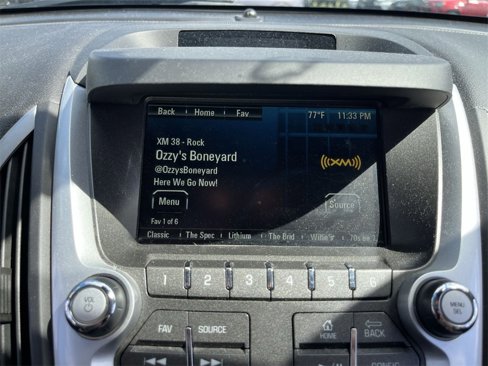 Back Home Fav 77°F 11:33 PM
XM 38 - Rock
Ozzy's Boneyard
@OzzysBoneyard
Here We Go Now!
XM
Menu Source
Fav 1 of 6
Classic The Spec Lithium The Brid Willie's 70s on
1 2 3 4 5 6
VOL
FAV SOURCE
HOME BACK
MENU
SEL
CONFIG